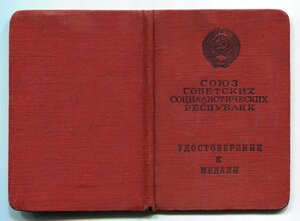 СОЮЗ
СОВЕТСКИХ
СОЦИАЛИСТИЧЕСКИХ
РЕСПУБЛИК
УДОСТОВЕРЕНИЕ
К
МЕДАЛИ